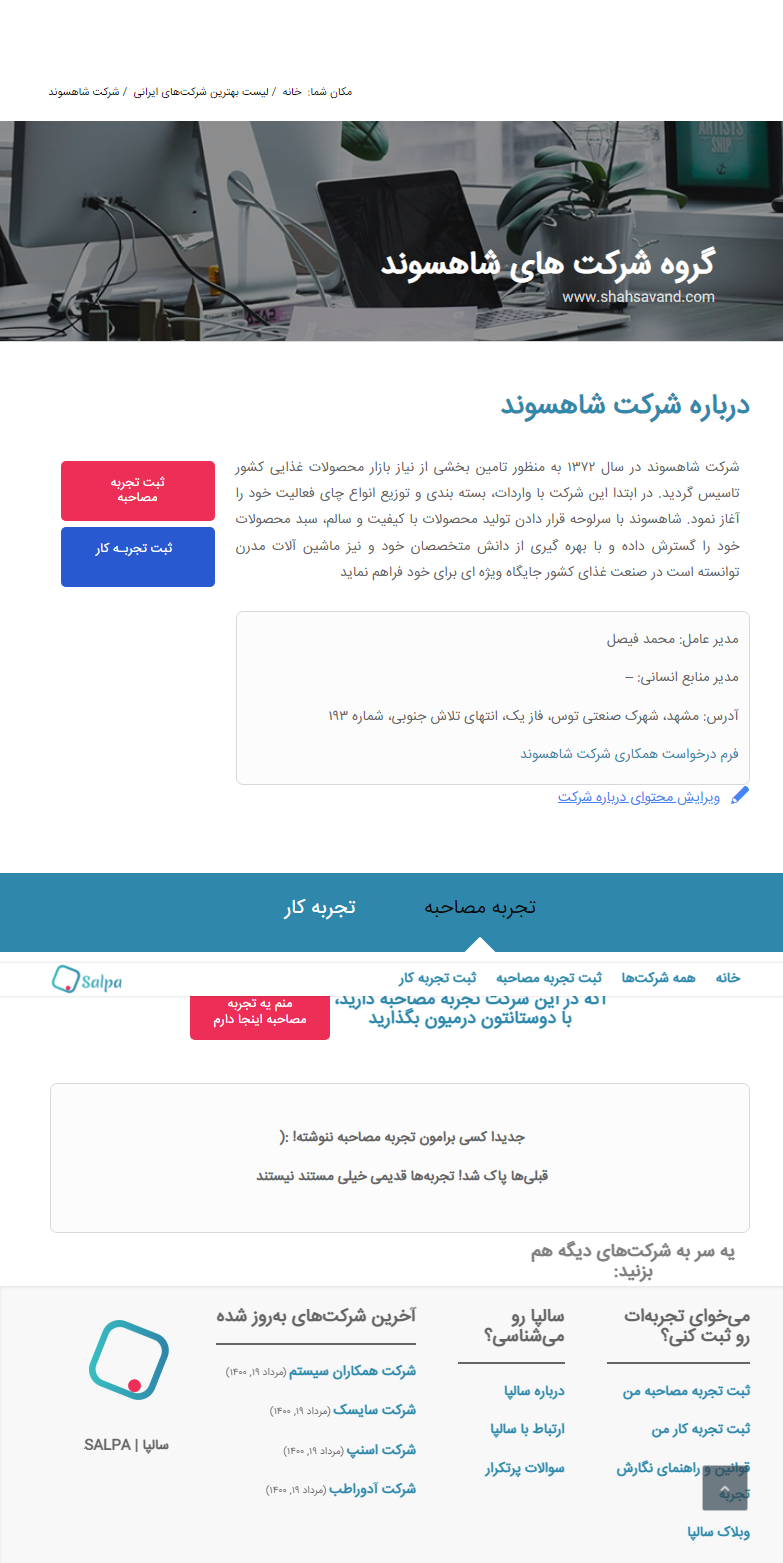 مکان شما:  خانه  / لیست بهترین شرکت‌های ایرانی  / شرکت شاهسوند
ARTISTS
SHIP
گروه شرکت های شاهسوند
www.shahsavand.com
درباره شرکت شاهسوند
شرکت شاهسوند در سال ۱۳۷۲ به منظور تامین بخشی از نیاز بازار محصولات غذایی کشور
تاسیس گردید. در ابتدا این شرکت با واردات، بسته بندی و توزیع انواع چای فعالیت خود را
آغاز نمود. شاهسوند با سرلوحه قرار دادن تولید محصولات با کیفیت و سالم، سبد محصولات
خود را گسترش داده و با بهره گیری از دانش متخصصان خود و نیز ماشین آلات مدرن
توانسته است در صنعت غذای کشور جایگاه ویژه ای برای خود فراهم نماید
ثبت تجربه
مصاحبه
ثبت تجربـه کار
مدیر عامل: محمد فیصل
مدیر منابع انسانی: –
آدرس: مشهد، شهرک صنعتی توس، فاز یک، انتهای تلاش جنوبی، شماره ۱۹۳
فرم درخواست همکاری شرکت شاهسوند
ویرایش محتوای درباره شرکت
تجربه مصاحبه
تجربه کار
خانه
همه شرکت‌ها
ثبت تجربه مصاحبه
ثبت تجربه کار
Salpa
اگه در این شرکت تجربه مصاحبه دارید،
با دوستانتون درمیون بگذارید
منم یه تجربه
مصاحبه اینجا دارم
جدیدا کسی برامون تجربه مصاحبه ننوشته! :(
قبلی‌ها پاک شد! تجربه‌ها قدیمی خیلی مستند نیستند
یه سر به شرکت‌های دیگه هم
بزنید:
می‌خوای تجربه‌ات
رو ثبت کنی؟
ثبت تجربه مصاحبه من
ثبت تجربه کار من
قوانین و راهنمای نگارش
تجربه
وبلاگ سالپا
سالپا رو
می‌شناسی؟
درباره سالپا
ارتباط با سالپا
سوالات پرتکرار
آخرین شرکت‌های به‌روز شده
شرکت همکاران سیستم (مرداد ۱۹, ۱۴۰۰)
شرکت سایسک (مرداد ۱۹, ۱۴۰۰)
شرکت اسنپ (مرداد ۱۹, ۱۴۰۰)
شرکت آدوراطب (مرداد ۱۹, ۱۴۰۰)
سالپا | SALPA